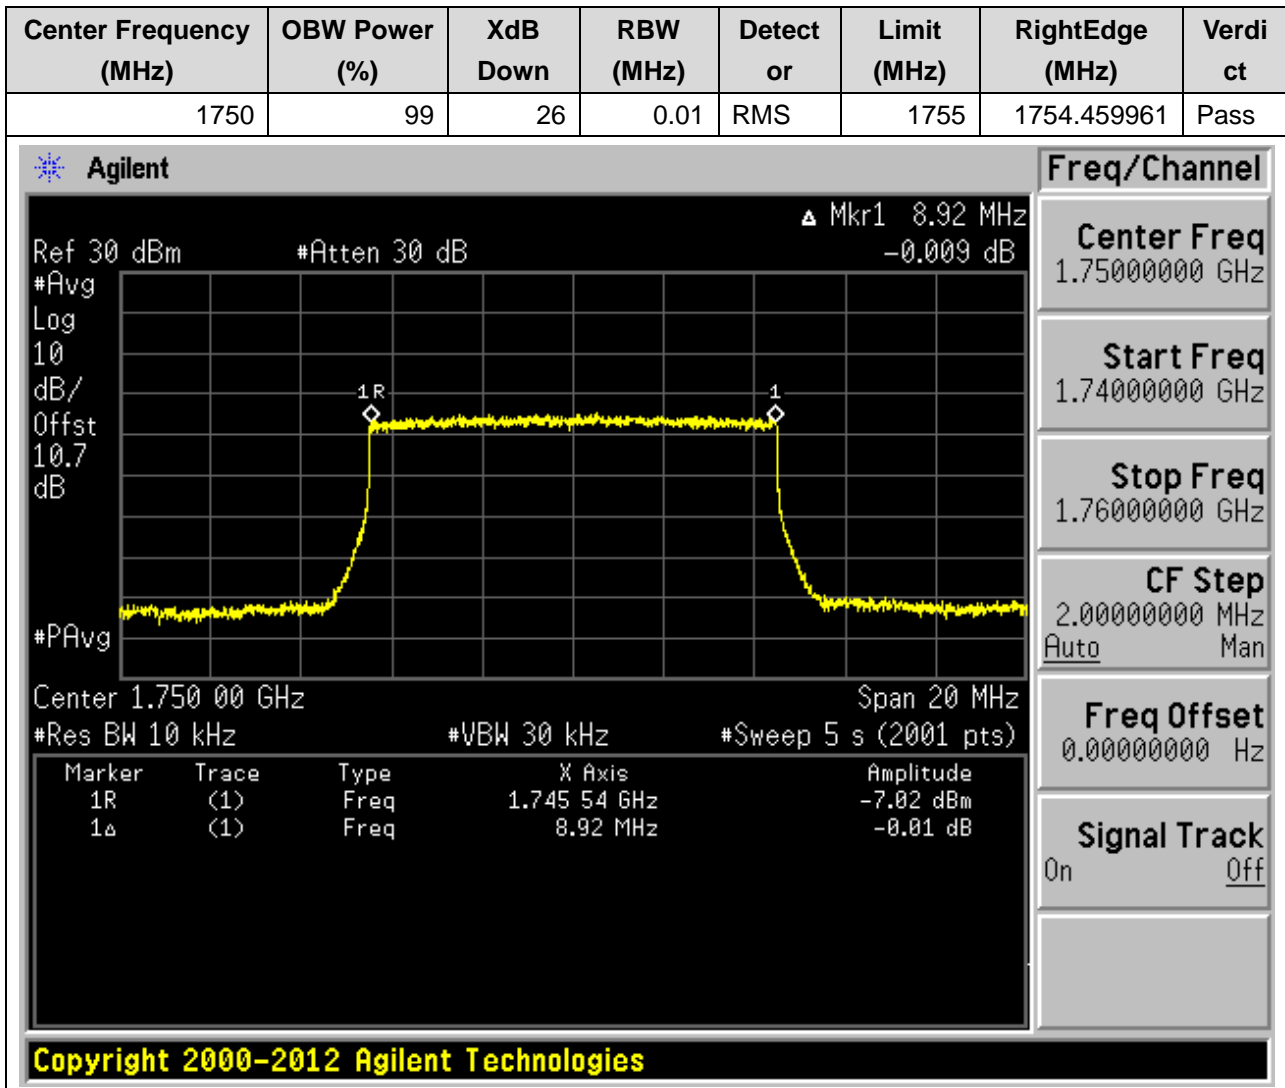 Center Frequency (MHz) OBW Power (%) XdB Down RBW (MHz) Detect or Limit (MHz) RightEdge (MHz) Verdi ct
1750 99 26 0.01 RMS 1755 1754.459961 Pass
Agilent
Freq/Channel
Δ Mkr1 8.92 MHz
Ref 30 dBm #Atten 30 dB -0.009 dB
#Avg
Log
10
dB/
Offst
10.7
dB
#PAvg
1R
1
Center 1.750 00 GHz Span 20 MHz
#Res BW 10 kHz #VBW 30 kHz #Sweep 5 s (2001 pts)
Marker Trace Type X Axis Amplitude
1R (1) Freq 1.745 54 GHz -7.02 dBm
1Δ (1) Freq 8.92 MHz -0.01 dB
Center Freq
1.75000000 GHz
Start Freq
1.74000000 GHz
Stop Freq
1.76000000 GHz
CF Step
2.00000000 MHz
Auto Man
Freq Offset
0.00000000 Hz
Signal Track
On Off
Copyright 2000-2012 Agilent Technologies